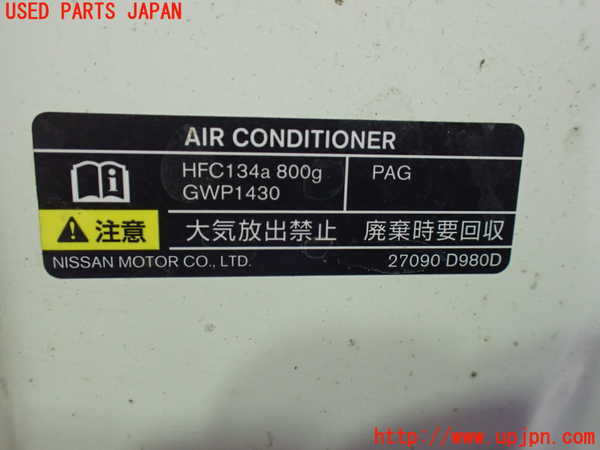 USED PARTS JAPAN
AIR CONDITIONER
HFC134a 800g PAG
GWP1430
注意 大気放出禁止 廃棄時要回収
NISSAN MOTOR CO., LTD. 27090 D980D
http://www.upjpn.com/